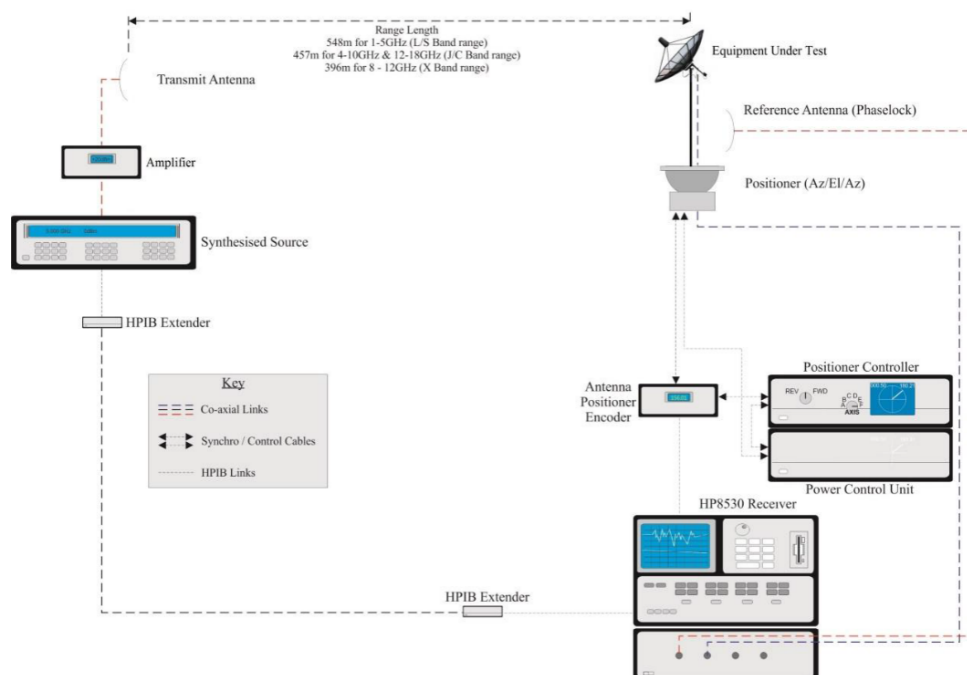 Range Length
548m for 1-5GHz (L/S Band range)
457m for 4-10GHz & 12-18GHz (J/C Band range)
396m for 8 - 12GHz (X Band range)
Equipment Under Test
Transmit Antenna
Reference Antenna (Phaselock)
Amplifier
Positioner (Az/El/Az)
Synthesised Source
HPIB Extender
Key
Co-axial Links
Synchro / Control Cables
HPIB Links
Antenna
Positioner
Encoder
Positioner Controller
REV FWD
AXIS
Power Control Unit
HP8530 Receiver
HPIB Extender